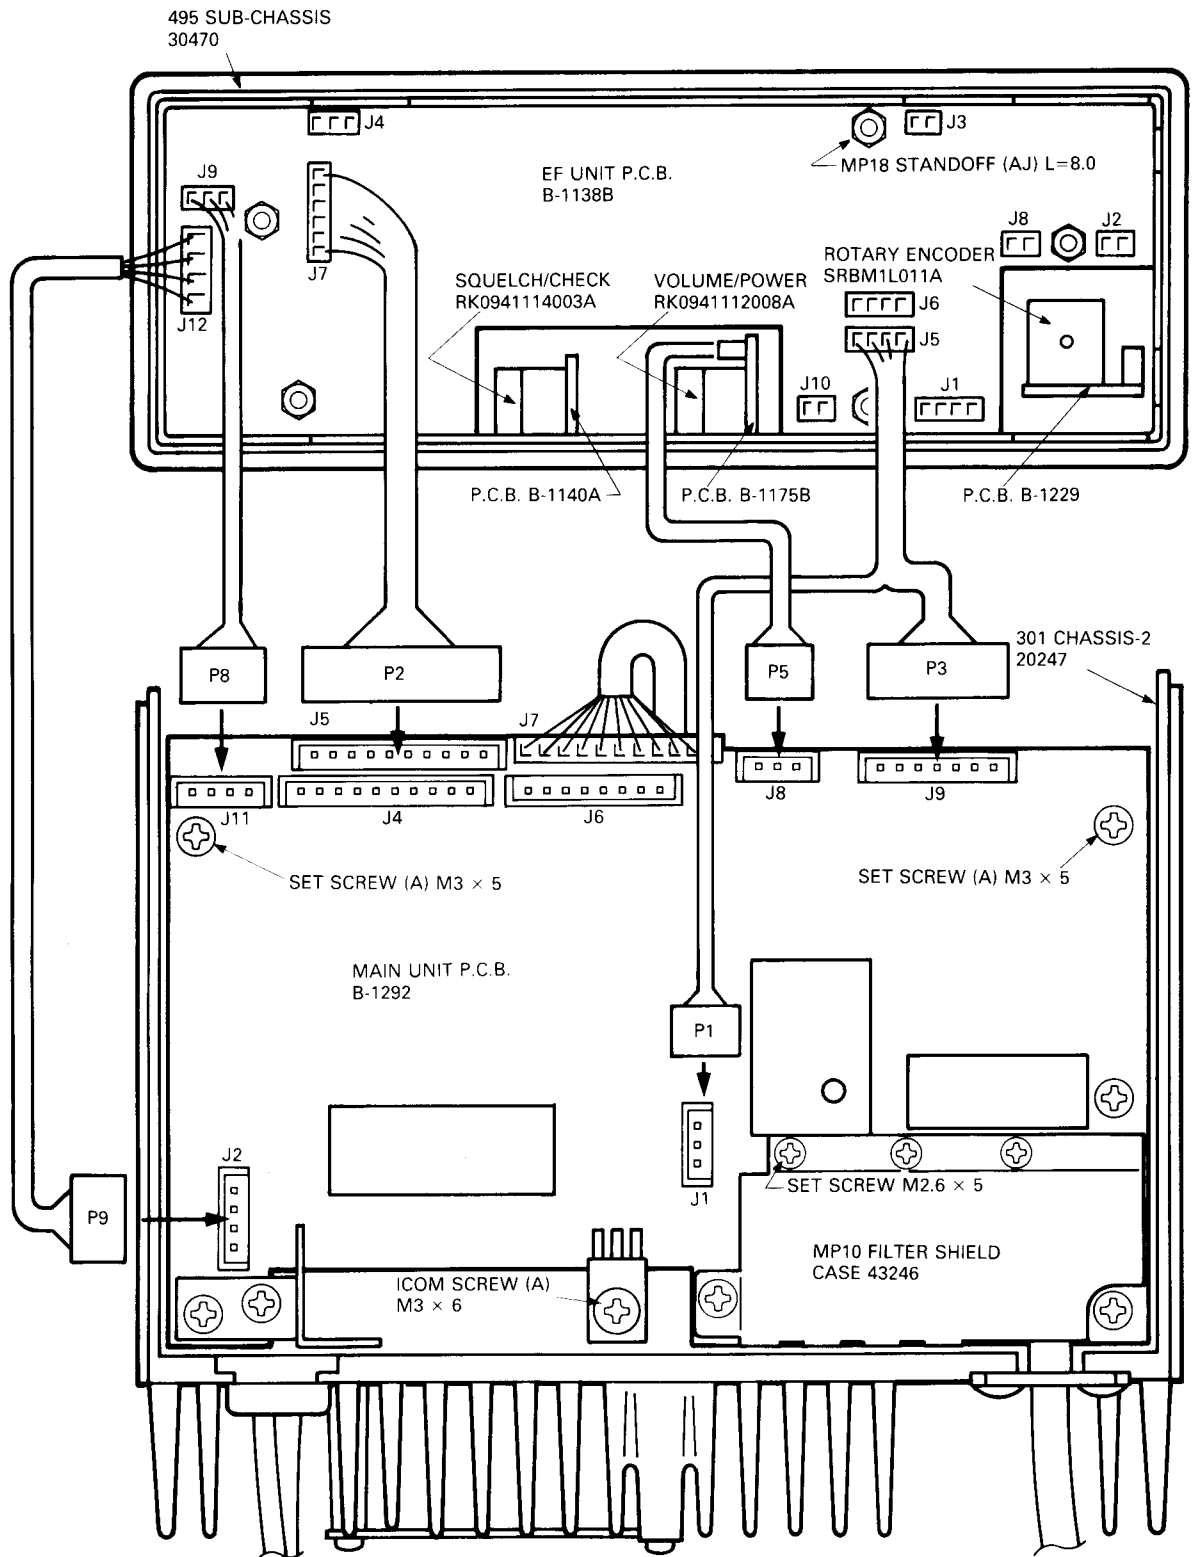 495 SUB-CHASSIS
30470
J4
J3
MP18 STANDOFF (AJ) L=8.0
EF UNIT P.C.B.
B-1138B
J9
J8
J2
J7
ROTARY ENCODER
SRBM1L011A
SQUELCH/CHECK
RK0941114003A
VOLUME/POWER
RK0941112008A
J6
J12
J5
J10
J1
P.C.B. B-1140A
P.C.B. B-1175B
P.C.B. B-1229
301 CHASSIS-2
20247
P8
P2
P5
P3
J5
J7
J11
J4
J6
J8
J9
SET SCREW (A) M3 × 5
SET SCREW (A) M3 × 5
MAIN UNIT P.C.B.
B-1292
P1
J2
J1
SET SCREW M2.6 × 5
P9
MP10 FILTER SHIELD
CASE 43246
ICOM SCREW (A)
M3 × 6